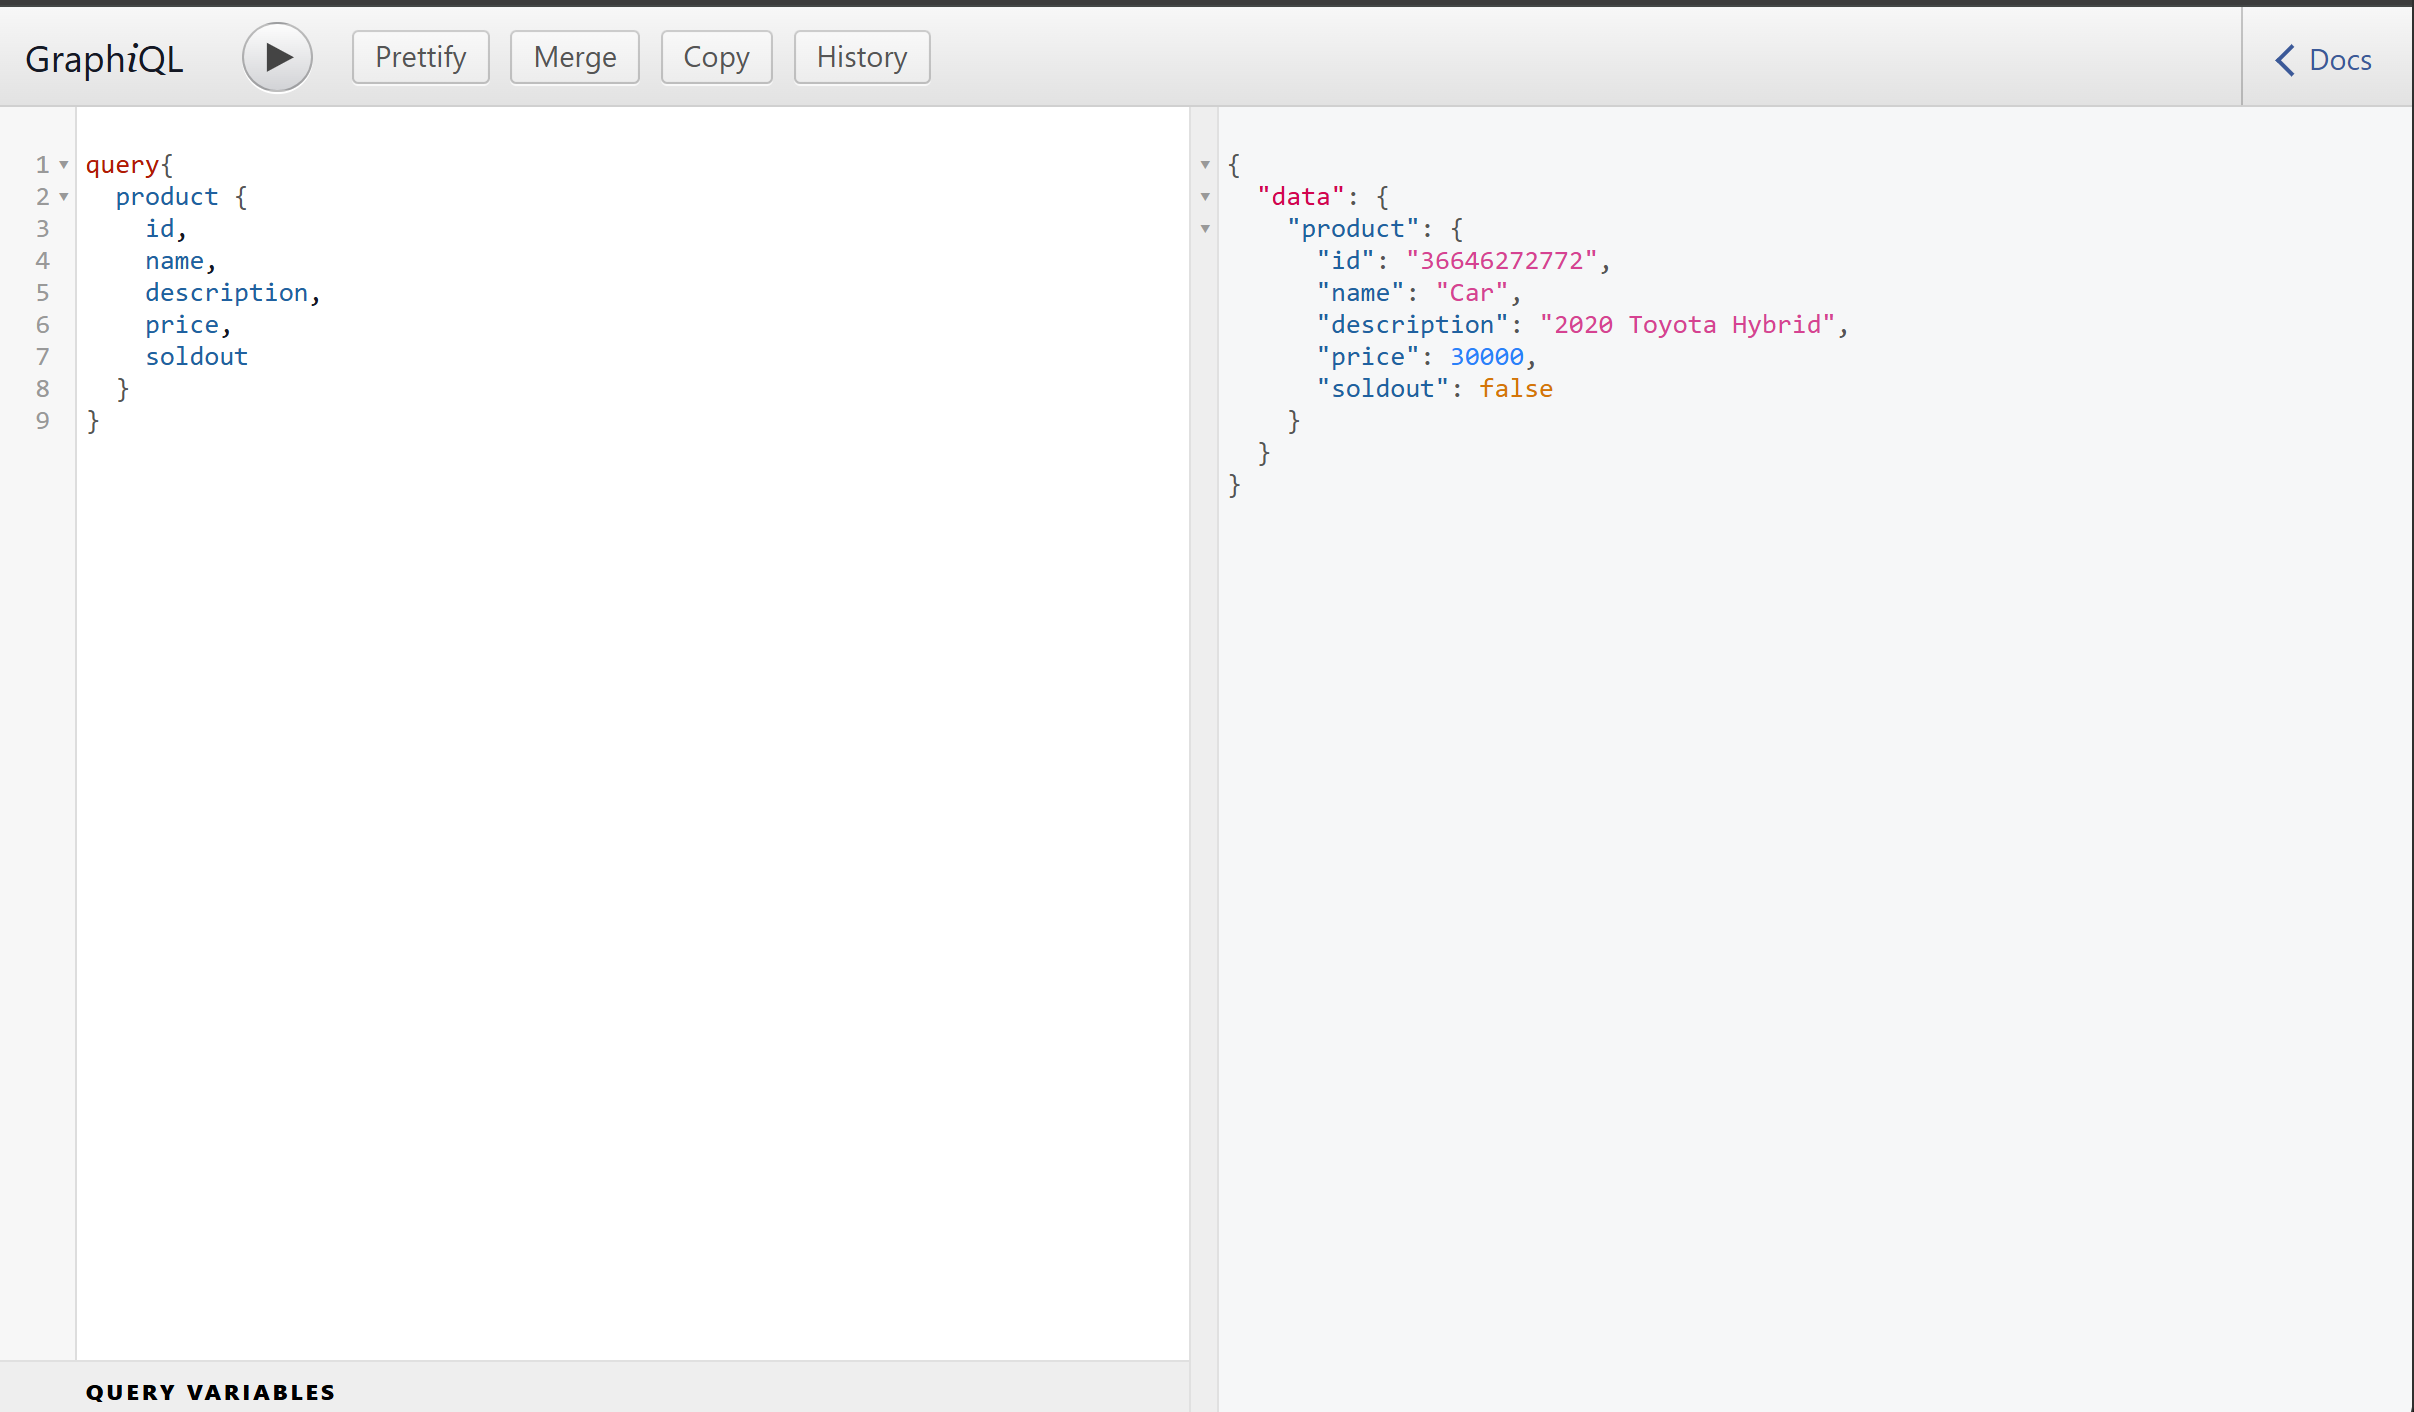 GraphiQL
Prettify
Merge
Copy
History
Docs
1 query{
2 product {
3 id,
4 name,
5 description,
6 price,
7 soldout
8 }
9 }
{
"data": {
"product": {
"id": "36646272772",
"name": "Car",
"description": "2020 Toyota Hybrid",
"price": 30000,
"soldout": false
}
}
}
QUERY VARIABLES